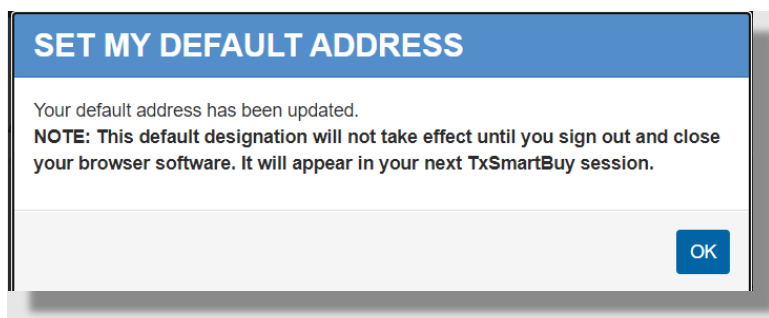 SET MY DEFAULT ADDRESS
Your default address has been updated.
NOTE: This default designation will not take effect until you sign out and close
your browser software. It will appear in your next TxSmartBuy session.
OK